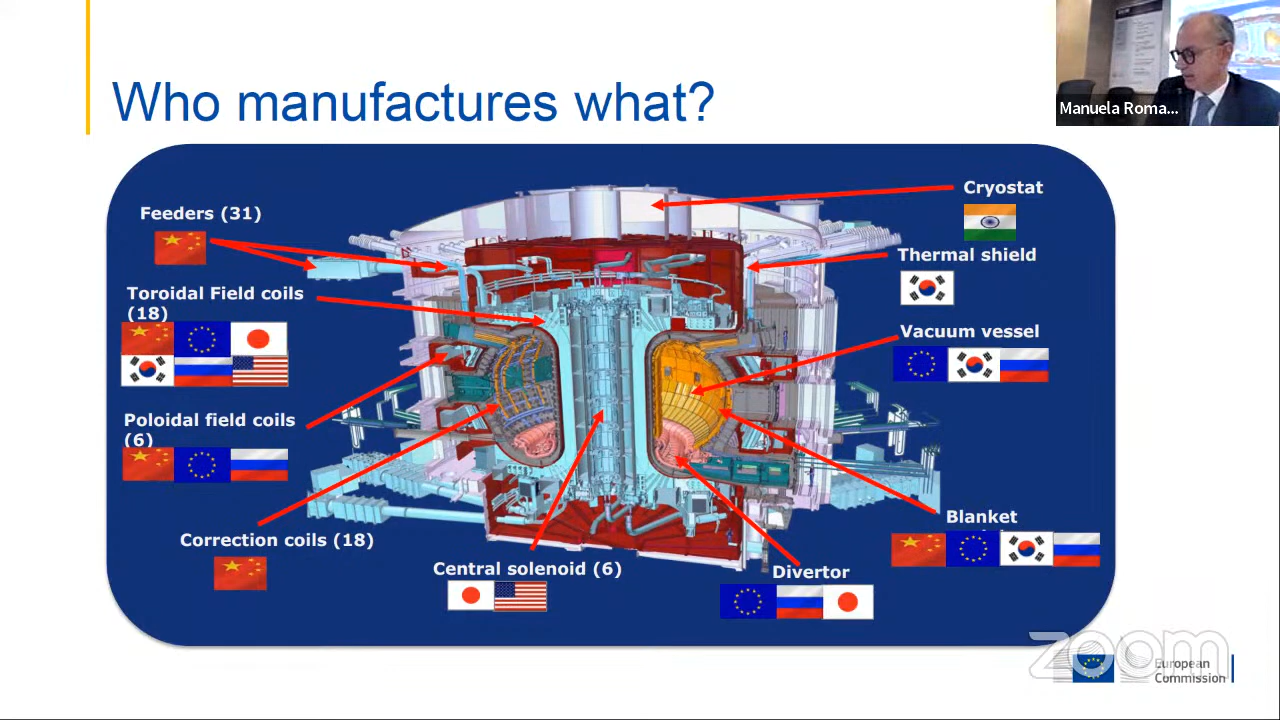 Who manufactures what?
Manuela Roma...
Cryostat
Feeders (31)
Thermal shield
Toroidal Field coils
(18)
Vacuum vessel
Poloidal field coils
(6)
Blanket
Correction coils (18)
Central solenoid (6)
Divertor
zoom
European
Commission